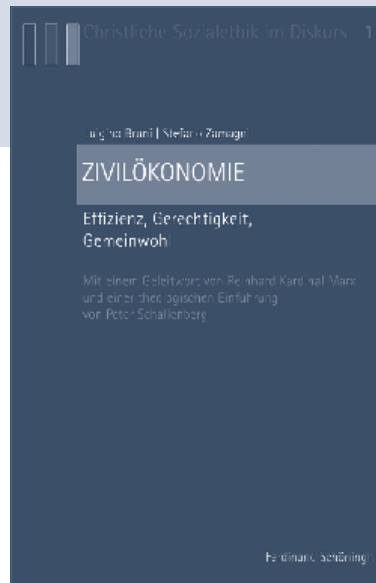 Christliche Sozialethik im Diskurs 1
Luigino Bruni | Stefano Zamagni
ZIVILÖKONOMIE
Effizienz, Gerechtigkeit,
Gemeinwohl
Mit einem Geleitwort von Reinhard Kardinal Marx
und einer theologischen Einführung
von Peter Schallenberg
Ferdinand Schöningh